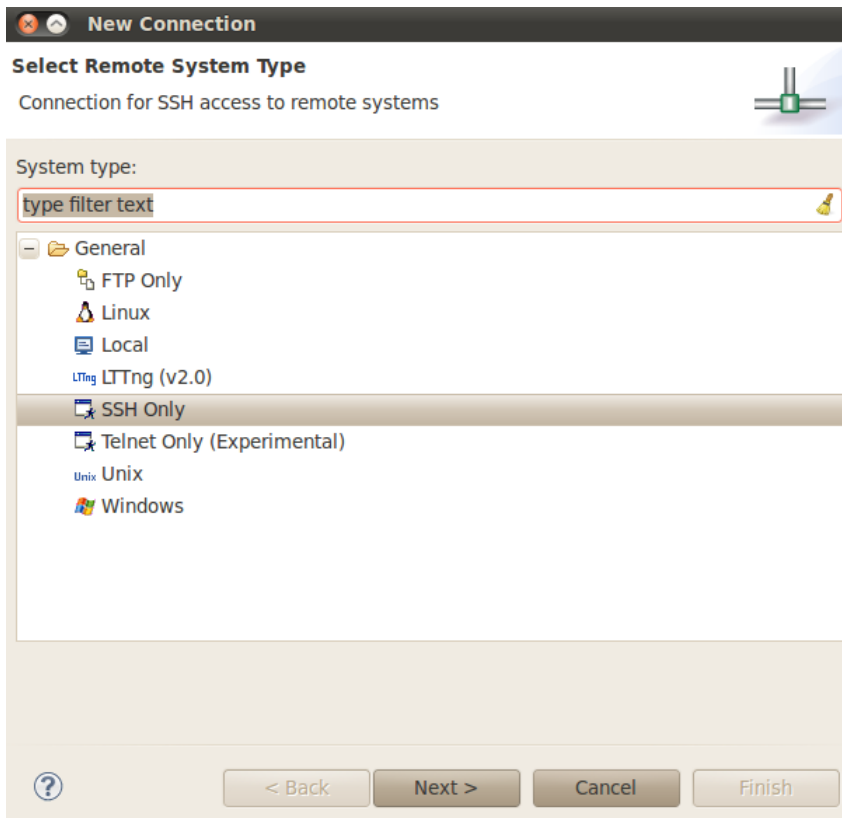 New Connection
Select Remote System Type
Connection for SSH access to remote systems
System type:
type filter text
General
FTP Only
Linux
Local
LTTng LTTng (v2.0)
SSH Only
Telnet Only (Experimental)
Unix Unix
Windows
? < Back Next > Cancel Finish